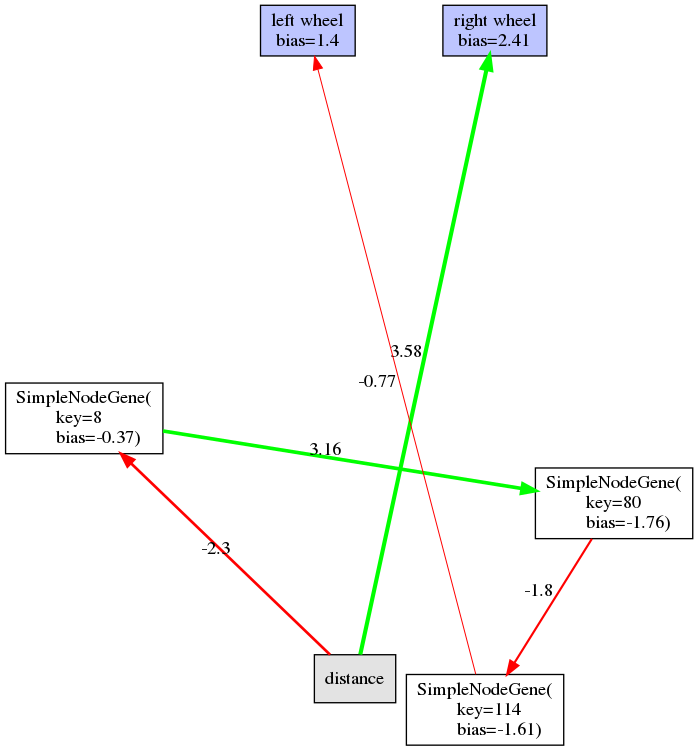 left wheel
bias=1.4
right wheel
bias=2.41
3.58
-0.77
SimpleNodeGene(
key=8
bias=-0.37)
3.16
SimpleNodeGene(
key=80
bias=-1.76)
-2.3
-1.8
distance
SimpleNodeGene(
key=114
bias=-1.61)